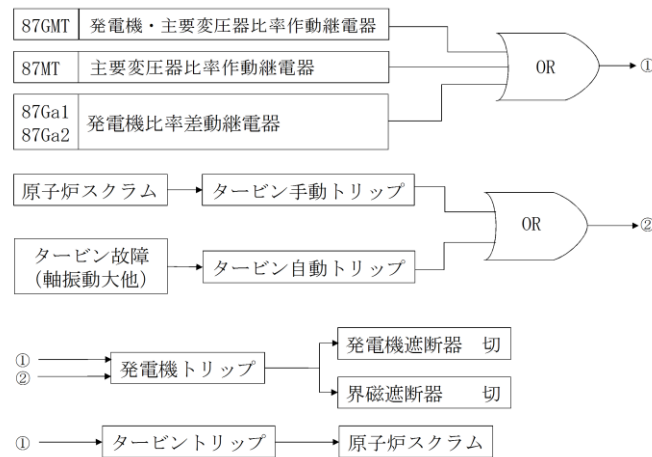 87GMT 発電機・主要変圧器比率作動継電器
87MT 主要変圧器比率作動継電器
87Ga1
87Ga2
発電機比率差動継電器
OR
①
原子炉スクラム
タービン手動トリップ
タービン故障
(軸振動大他)
タービン自動トリップ
OR
②
①
②
発電機トリップ
発電機遮断器 切
界磁遮断器 切
①
タービントリップ
原子炉スクラム